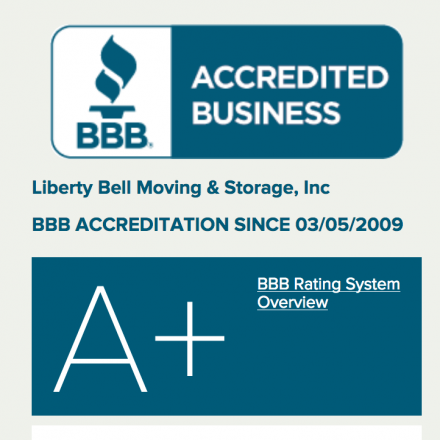 BBB®
ACCREDITED
BUSINESS
Liberty Bell Moving & Storage, Inc
BBB ACCREDITATION SINCE 03/05/2009
A+
BBB Rating System
Overview